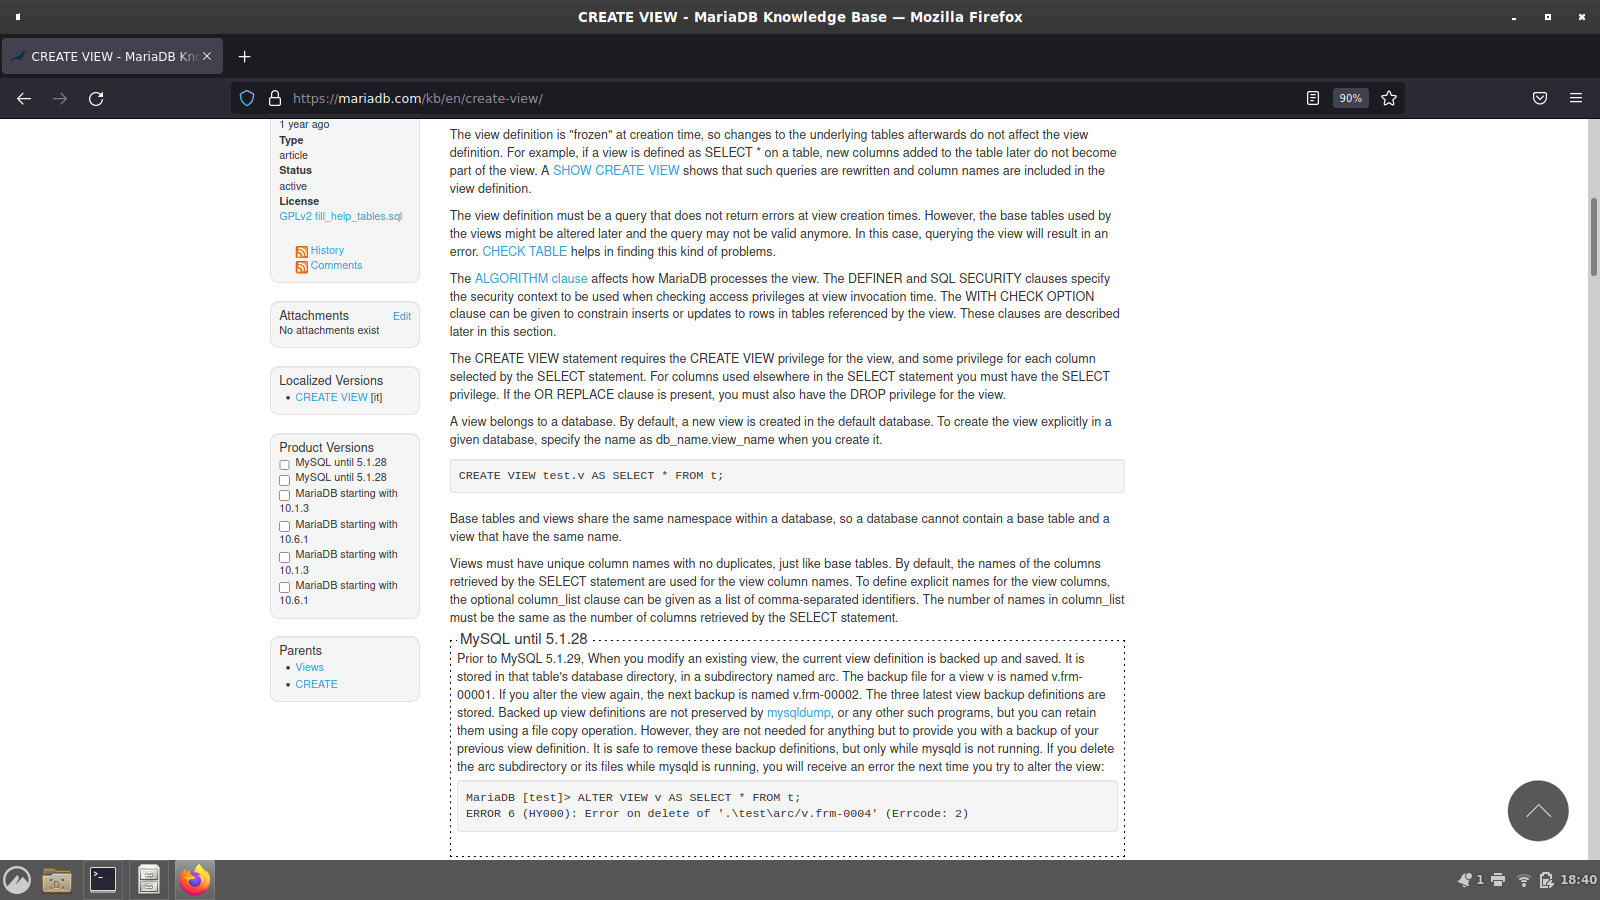 CREATE VIEW - MariaDB Knowledge Base — Mozilla Firefox
CREATE VIEW - MariaDB Kno
https://mariadb.com/kb/en/create-view/
90%
1 year ago
Type
article
Status
active
License
GPLv2 fill_help_tables.sql
History
Comments
Attachments Edit
No attachments exist
Localized Versions
• CREATE VIEW [it]
Product Versions
MySQL until 5.1.28
MySQL until 5.1.28
MariaDB starting with
10.1.3
MariaDB starting with
10.6.1
MariaDB starting with
10.1.3
MariaDB starting with
10.6.1
Parents
• Views
• CREATE
The view definition is "frozen" at creation time, so changes to the underlying tables afterwards do not affect the view
definition. For example, if a view is defined as SELECT * on a table, new columns added to the table later do not become
part of the view. A SHOW CREATE VIEW shows that such queries are rewritten and column names are included in the
view definition.
The view definition must be a query that does not return errors at view creation times. However, the base tables used by
the views might be altered later and the query may not be valid anymore. In this case, querying the view will result in an
error. CHECK TABLE helps in finding this kind of problems.
The ALGORITHM clause affects how MariaDB processes the view. The DEFINER and SQL SECURITY clauses specify
the security context to be used when checking access privileges at view invocation time. The WITH CHECK OPTION
clause can be given to constrain inserts or updates to rows in tables referenced by the view. These clauses are described
later in this section.
The CREATE VIEW statement requires the CREATE VIEW privilege for the view, and some privilege for each column
selected by the SELECT statement. For columns used elsewhere in the SELECT statement you must have the SELECT
privilege. If the OR REPLACE clause is present, you must also have the DROP privilege for the view.
A view belongs to a database. By default, a new view is created in the default database. To create the view explicitly in a
given database, specify the name as db_name.view_name when you create it.
CREATE VIEW test.v AS SELECT * FROM t;
Base tables and views share the same namespace within a database, so a database cannot contain a base table and a
view that have the same name.
Views must have unique column names with no duplicates, just like base tables. By default, the names of the columns
retrieved by the SELECT statement are used for the view column names. To define explicit names for the view columns,
the optional column_list clause can be given as a list of comma-separated identifiers. The number of names in column_list
must be the same as the number of columns retrieved by the SELECT statement.
MySQL until 5.1.28
Prior to MySQL 5.1.29, When you modify an existing view, the current view definition is backed up and saved. It is
stored in that table's database directory, in a subdirectory named arc. The backup file for a view v is named v.frm-
00001. If you alter the view again, the next backup is named v.frm-00002. The three latest view backup definitions are
stored. Backed up view definitions are not preserved by mysqldump, or any other such programs, but you can retain
them using a file copy operation. However, they are not needed for anything but to provide you with a backup of your
previous view definition. It is safe to remove these backup definitions, but only while mysqld is not running. If you delete
the arc subdirectory or its files while mysqld is running, you will receive an error the next time you try to alter the view:
MariaDB [test]> ALTER VIEW v AS SELECT * FROM t;
ERROR 6 (HY000): Error on delete of '.\test\arc/v.frm-0004' (Errcode: 2)
1
18:40